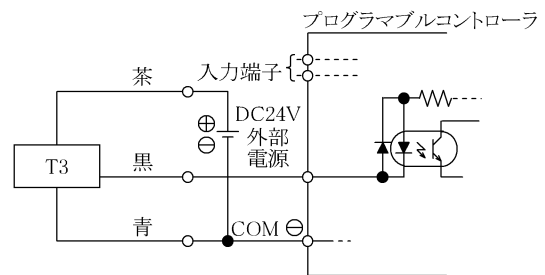 プログラマブルコントローラ
入力端子
茶
DC24V
外部
電源
⊕
⊖
T3
黒
青
COM ⊖